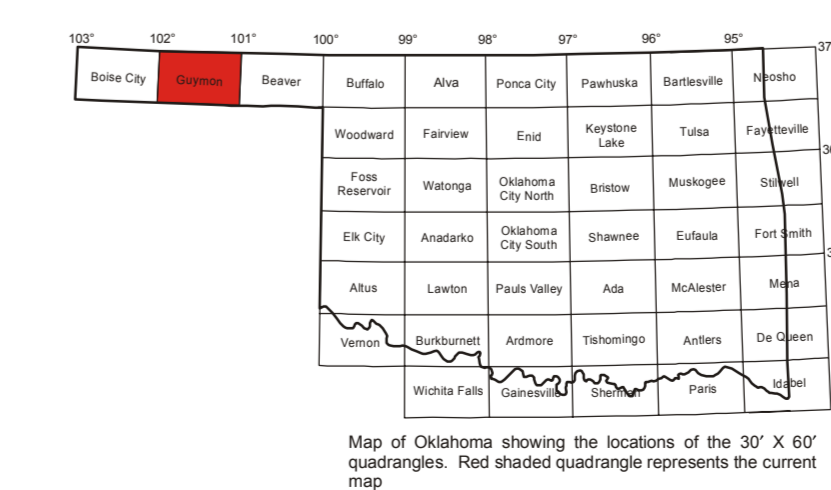 103° 102° 101° 100° 99° 98° 97° 96° 95°
37
Boise City Guymon Beaver Buffalo Alva Ponca City Pawhuska Bartlesville Neosho
Woodward Fairview Enid Keystone Lake Tulsa Fayetteville
Foss Reservoir Watonga Oklahoma City North Bristow Muskogee Stilwell
Elk City Anadarko Oklahoma City South Shawnee Eufaula Fort Smith
Altus Lawton Pauls Valley Ada McAlester Mena
Vernon Burkburnett Ardmore Tishomingo Antlers De Queen
Wichita Falls Gainesville Sherman Paris Idabel
Map of Oklahoma showing the locations of the 30′ X 60′
quadrangles. Red shaded quadrangle represents the current
map